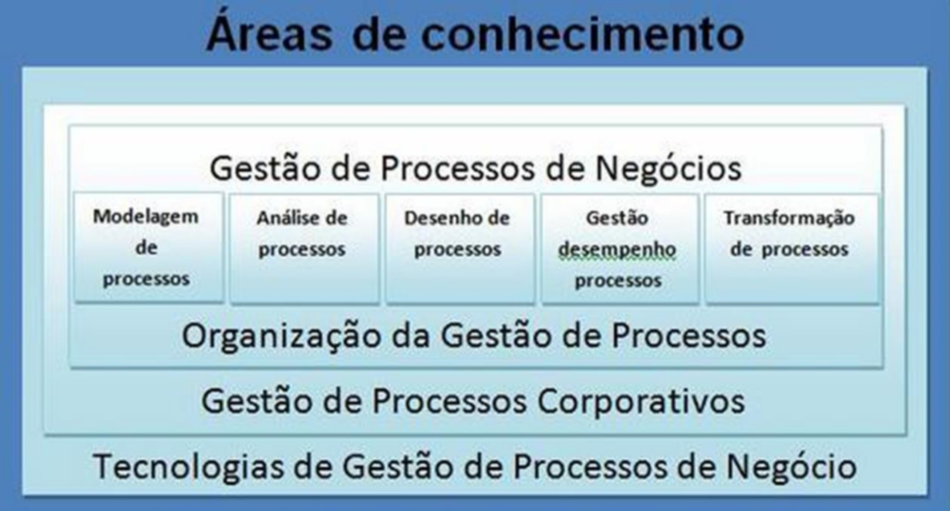 Áreas de conhecimento
Gestão de Processos de Negócios
Modelagem
de
processos
Análise de
processos
Desenho de
processos
Gestão
desempenho
processos
Transformação
de processos
Organização da Gestão de Processos
Gestão de Processos Corporativos
Tecnologias de Gestão de Processos de Negócio